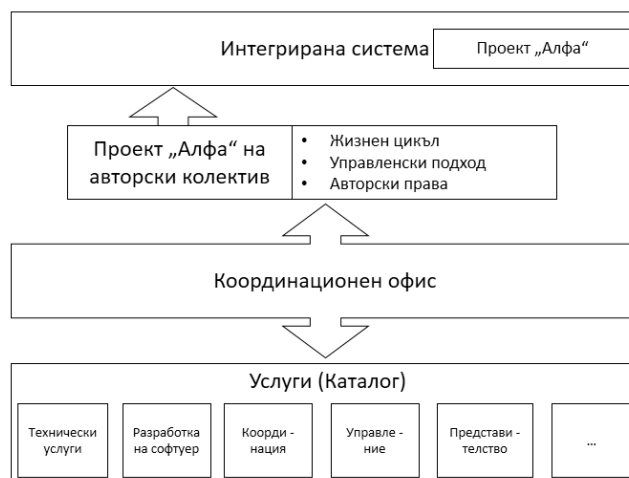 Интегрирана система
Проект „Алфа“
Проект „Алфа“ на
авторски колектив
• Жизнен цикъл
• Управленски подход
• Авторски права
Координационен офис
Услуги (Каталог)
Технически
услуги
Разработка
на софтуер
Коорди -
нация
Управле -
ние
Представи -
телство
...